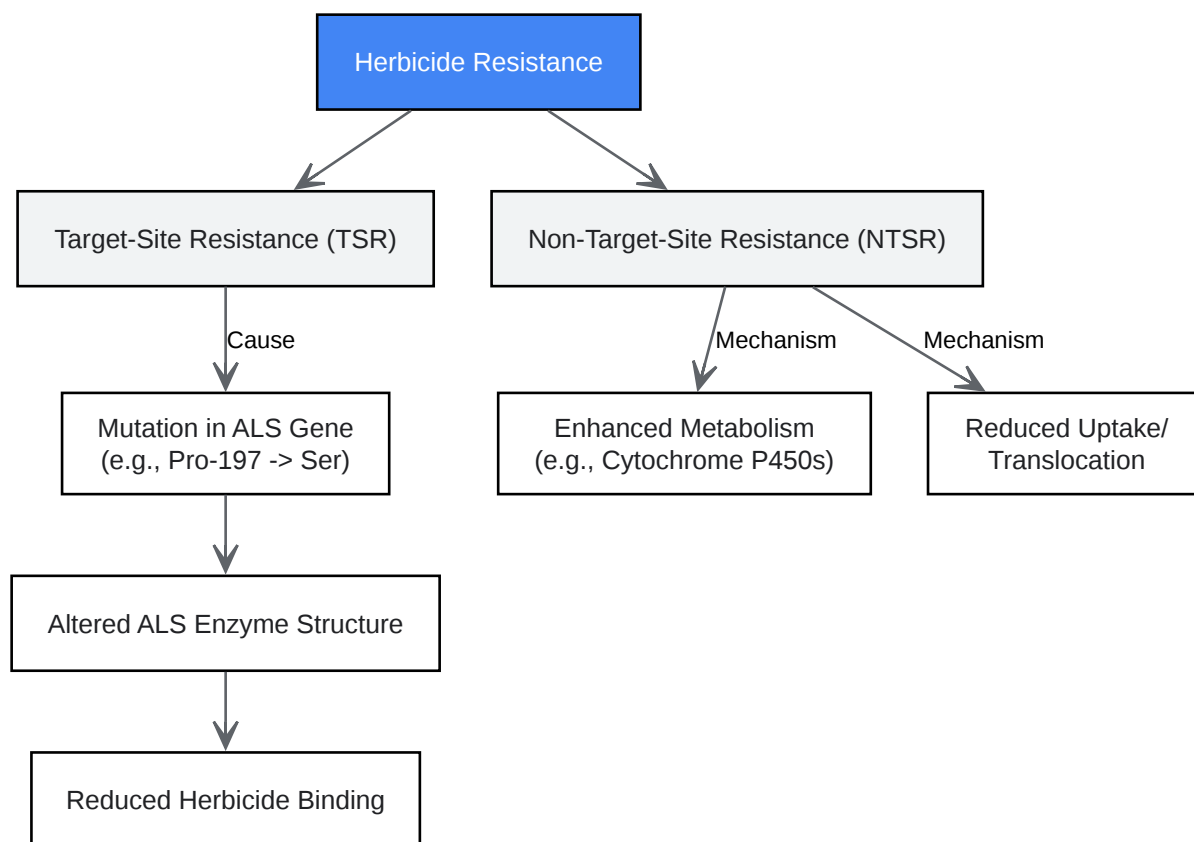 Herbicide Resistance
Target-Site Resistance (TSR)
Non-Target-Site Resistance (NTSR)
Cause
Mechanism
Mechanism
Mutation in ALS Gene
(e.g., Pro-197 -> Ser)
Enhanced Metabolism
(e.g., Cytochrome P450s)
Reduced Uptake/
Translocation
Altered ALS Enzyme Structure
Reduced Herbicide Binding